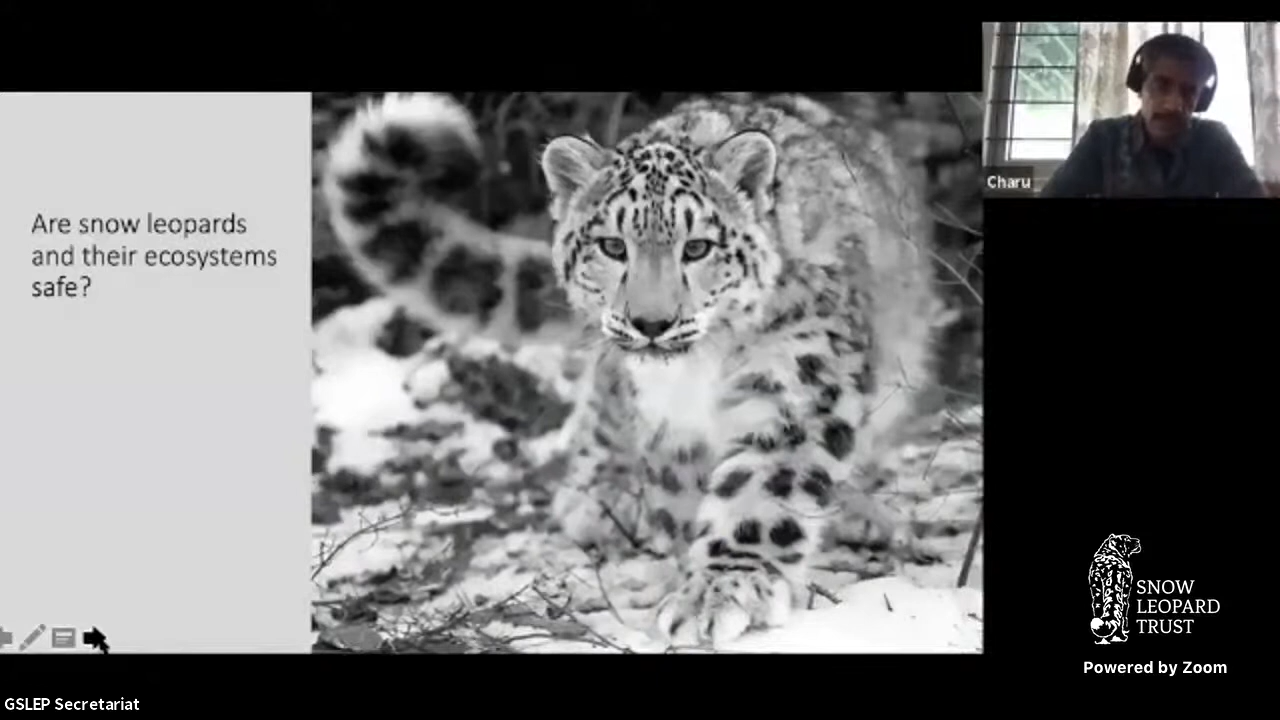 Are snow leopards
and their ecosystems
safe?
Charu
SNOW
LEOPARD
TRUST
Powered by Zoom
GSLEP Secretariat